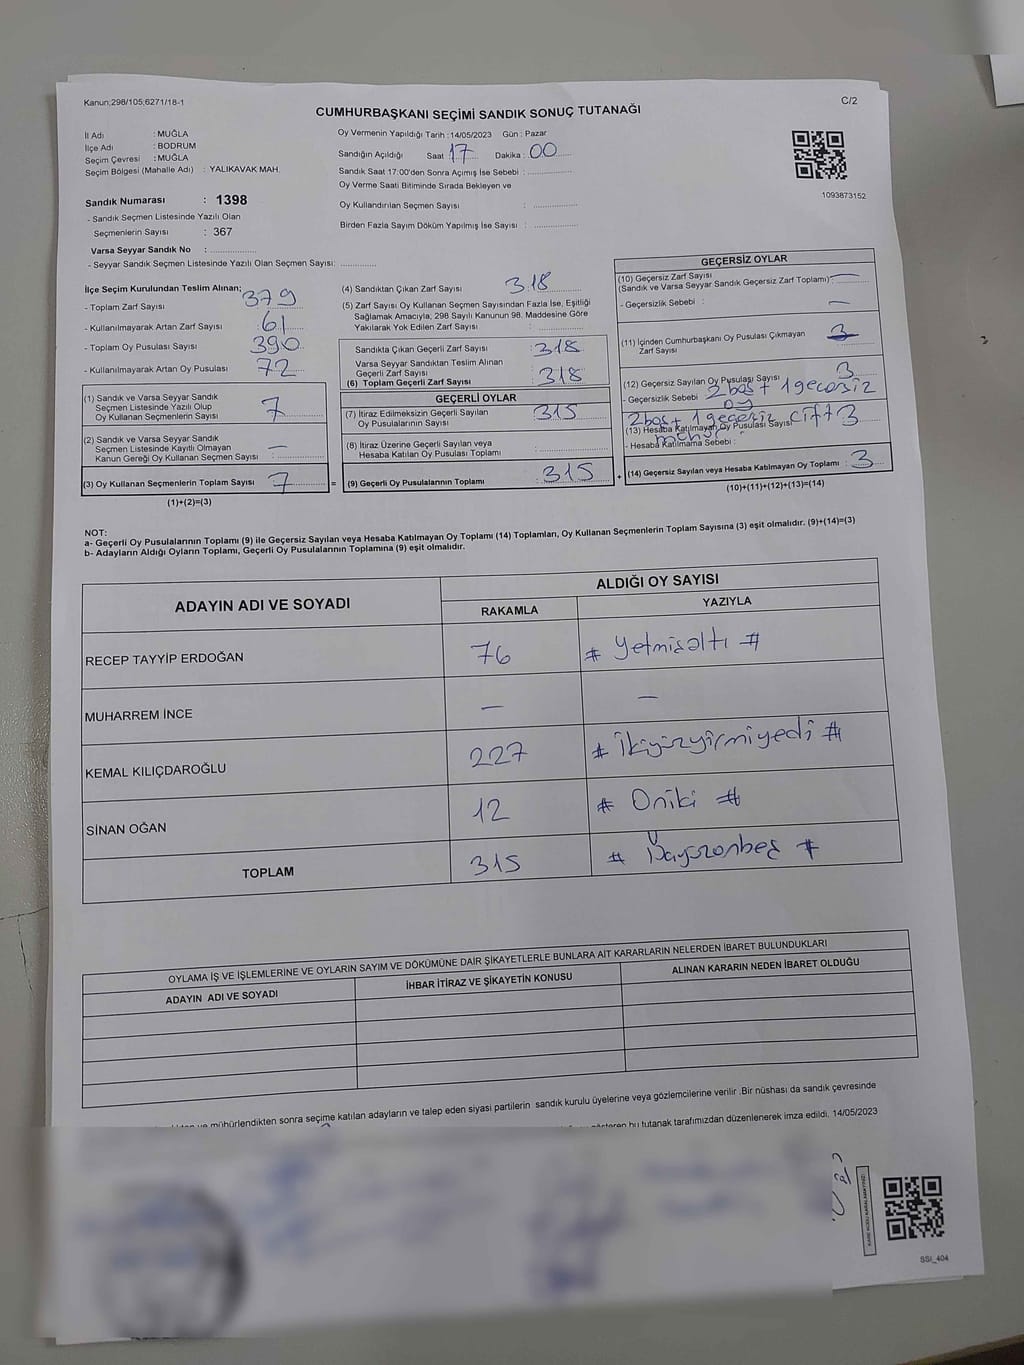 Kanun;298/105;6271/18-1
C/2
CUMHURBAŞKANI SEÇİMİ SANDIK SONUÇ TUTANAĞI
İl Adı : MUĞLA
İlçe Adı : BODRUM
Seçim Çevresi : MUĞLA
Seçim Bölgesi (Mahalle Adı) : YALIKAVAK MAH.
Oy Vermenin Yapıldığı Tarih : 14/05/2023 Gün : Pazar
Sandığın Açıldığı Saat 17 Dakika : 00
Sandık Saat 17:00'den Sonra Açımış İse Sebebi :
Oy Verme Saati Bitiminde Sırada Bekleyen ve
Oy Kullandırılan Seçmen Sayısı :
Birden Fazla Sayım Döküm Yapılmış İse Sayısı :
1093873152
Sandık Numarası : 1398
- Sandık Seçmen Listesinde Yazılı Olan
Seçmenlerin Sayısı : 367
Varsa Seyyar Sandık No :
- Seyyar Sandık Seçmen Listesinde Yazılı Olan Seçmen Sayısı:
İlçe Seçim Kurulundan Teslim Alınan;
- Toplam Zarf Sayısı : 379
- Kullanılmayarak Artan Zarf Sayısı : 61
- Toplam Oy Pusulası Sayısı : 390
- Kullanılmayarak Artan Oy Pusulası : 72
(1) Sandık ve Varsa Seyyar Sandık
Seçmen Listesinde Yazılı Olup
Oy Kullanan Seçmenlerin Sayısı : 7
(2) Sandık ve Varsa Seyyar Sandık
Seçmen Listesinde Kayıtlı Olmayan
Kanun Gereği Oy Kullanan Seçmen Sayısı : —
(3) Oy Kullanan Seçmenlerin Toplam Sayısı : 7
(1)+(2)=(3)
(4) Sandıktan Çıkan Zarf Sayısı : 318
(5) Zarf Sayısı Oy Kullanan Seçmen Sayısından Fazla İse, Eşitliği
Sağlamak Amacıyla; 298 Sayılı Kanunun 98. Maddesine Göre
Yakılarak Yok Edilen Zarf Sayısı :
Sandıkta Çıkan Geçerli Zarf Sayısı : 318
Varsa Seyyar Sandıktan Teslim Alınan
Geçerli Zarf Sayısı
(6) Toplam Geçerli Zarf Sayısı : 318
GEÇERLİ OYLAR
(7) İtiraz Edilmeksizin Geçerli Sayılan
Oy Pusulasının Sayısı : 315
(8) İtiraz Üzerine Geçerli Sayılan veya
Hesaba Katılan Oy Pusulası Toplamı :
= (9) Geçerli Oy Pusulalarının Toplamı : 315 +
GEÇERSİZ OYLAR
(10) Geçersiz Zarf Sayısı
(Sandık ve Varsa Seyyar Sandık Geçersiz Zarf Toplamı): —
- Geçersizlik Sebebi : —
(11) İçinden Cumhurbaşkanı Oy Pusulası Çıkmayan
Zarf Sayısı : 3
(12) Geçersiz Sayılan Oy Pusulası Sayısı : 3
- Geçersizlik Sebebi : 2 boş + 1 geçersiz
oy
2 boş + 1 geçersiz çift 3
(13) Hesaba Katılmayan Oy Pusulası Sayısı
mühür
- Hesaba Katılmama Sebebi :
(14) Geçersiz Sayılan veya Hesaba Katılmayan Oy Toplamı : 3
(10)+(11)+(12)+(13)=(14)
NOT:
a- Geçerli Oy Pusulalarının Toplamı (9) ile Geçersiz Sayılan veya Hesaba Katılmayan Oy Toplamı (14) Toplamları, Oy Kullanan Seçmenlerin Toplam Sayısına (3) eşit olmalıdır. (9)+(14)=(3)
b- Adayların Aldığı Oyların Toplamı, Geçerli Oy Pusulalarının Toplamına (9) eşit olmalıdır.
ADAYIN ADI VE SOYADI
ALDIĞI OY SAYISI
RAKAMLA
YAZIYLA
RECEP TAYYİP ERDOĞAN 76 # Yetmişaltı #
MUHARREM İNCE — —
KEMAL KILIÇDAROĞLU 227 # İkiyüzyirmiyedi #
SİNAN OĞAN 12 # Oniki #
TOPLAM 315 # Üçyüzonbeş #
OYLAMA İŞ VE İŞLEMLERİNE VE OYLARIN SAYIM VE DÖKÜMÜNE DAİR ŞİKAYETLERLE BUNLARA AİT KARARLARIN NELERDEN İBARET BULUNDUKLARI
ADAYIN ADI VE SOYADI
İHBAR İTİRAZ VE ŞİKAYETİN KONUSU
ALINAN KARARIN NEDEN İBARET OLDUĞU
mühürlendikten sonra seçime katılan adayların ve talep eden siyasi partilerin sandık kurulu üyelerine veya gözlemcilerine verilir .Bir nüshası da sandık çevresinde
gösteren bu tutanak tarafımızdan düzenlenerek imza edildi. 14/05/2023
SSI_404